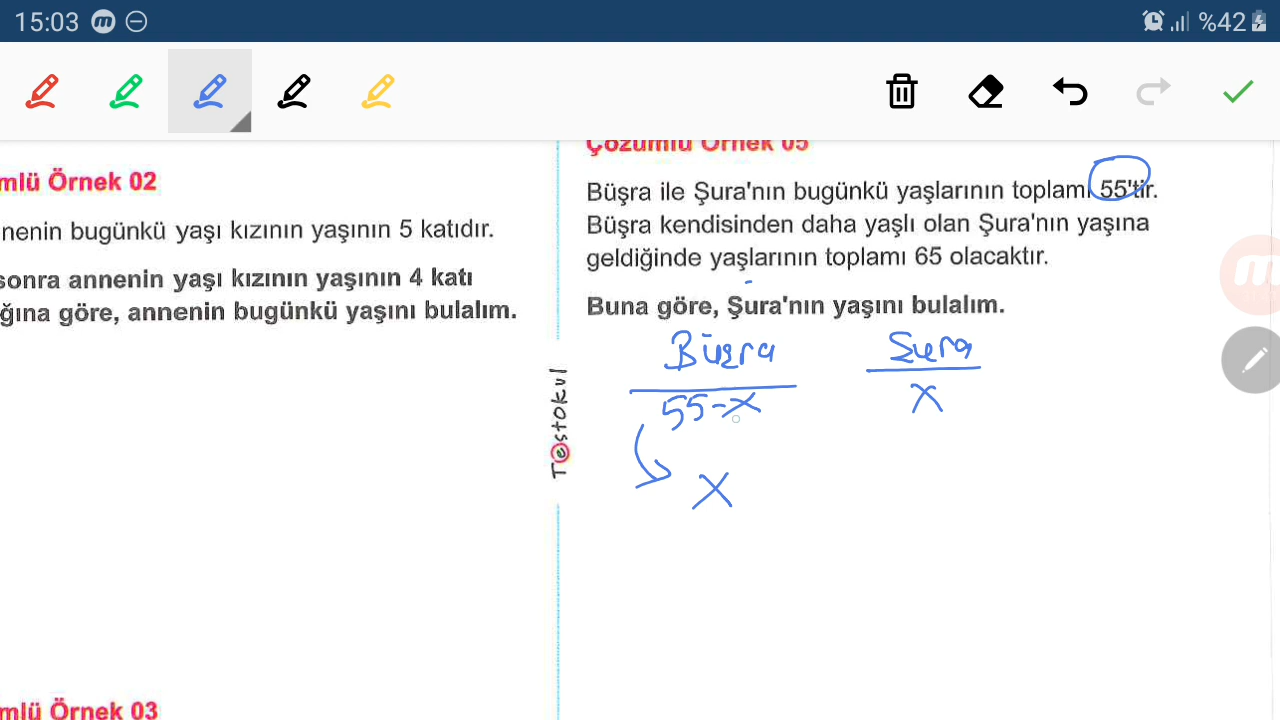 15:03
%42
mlü Örnek 02
nenin bugünkü yaşı kızının yaşının 5 katıdır.
sonra annenin yaşı kızının yaşının 4 katı
ğına göre, annenin bugünkü yaşını bulalım.
mlü Örnek 03
Testokul
Çözümlü Örnek 05
Büşra ile Şura'nın bugünkü yaşlarının toplamı 55'tir.
Büşra kendisinden daha yaşlı olan Şura'nın yaşına
geldiğinde yaşlarının toplamı 65 olacaktır.
Buna göre, Şura'nın yaşını bulalım.
Büşra Şura
55-x x
x